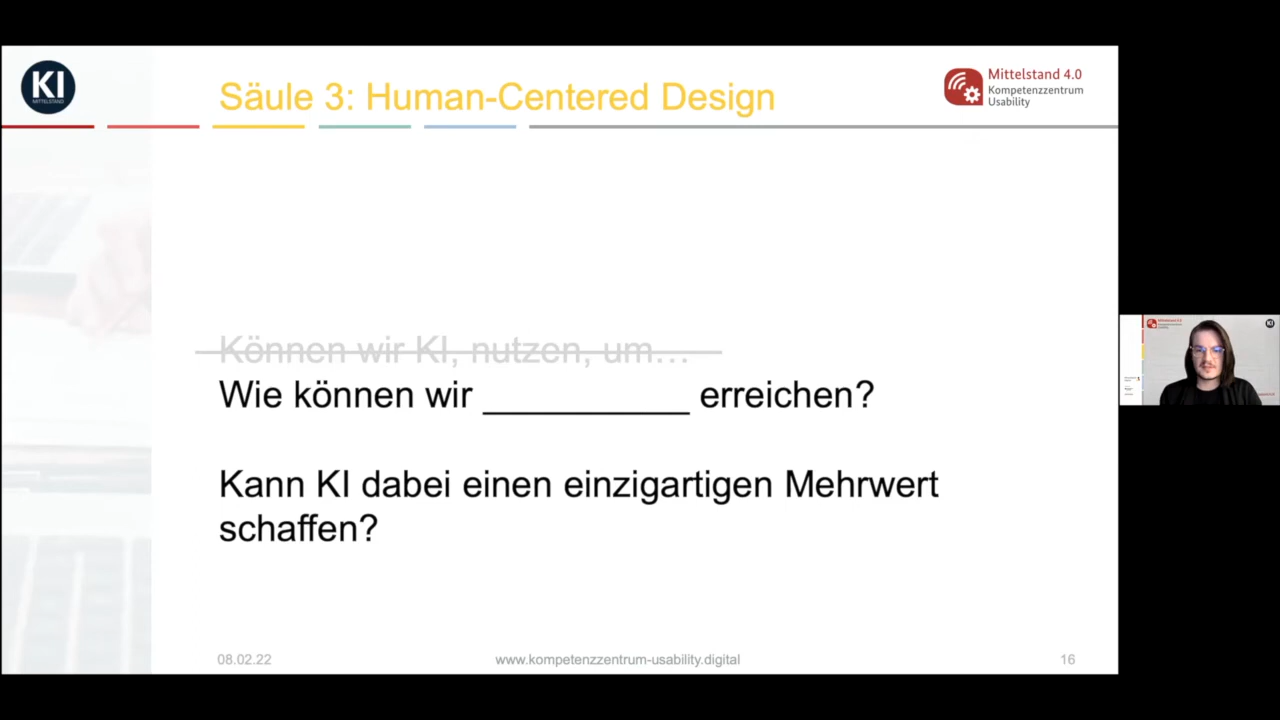 KI
MITTELSTAND
Säule 3: Human-Centered Design
Mittelstand 4.0
Kompetenzzentrum
Usability
Können wir KI, nutzen, um...
Wie können wir __________ erreichen?
Kann KI dabei einen einzigartigen Mehrwert
schaffen?
08.02.22
www.kompetenzzentrum-usability.digital
16